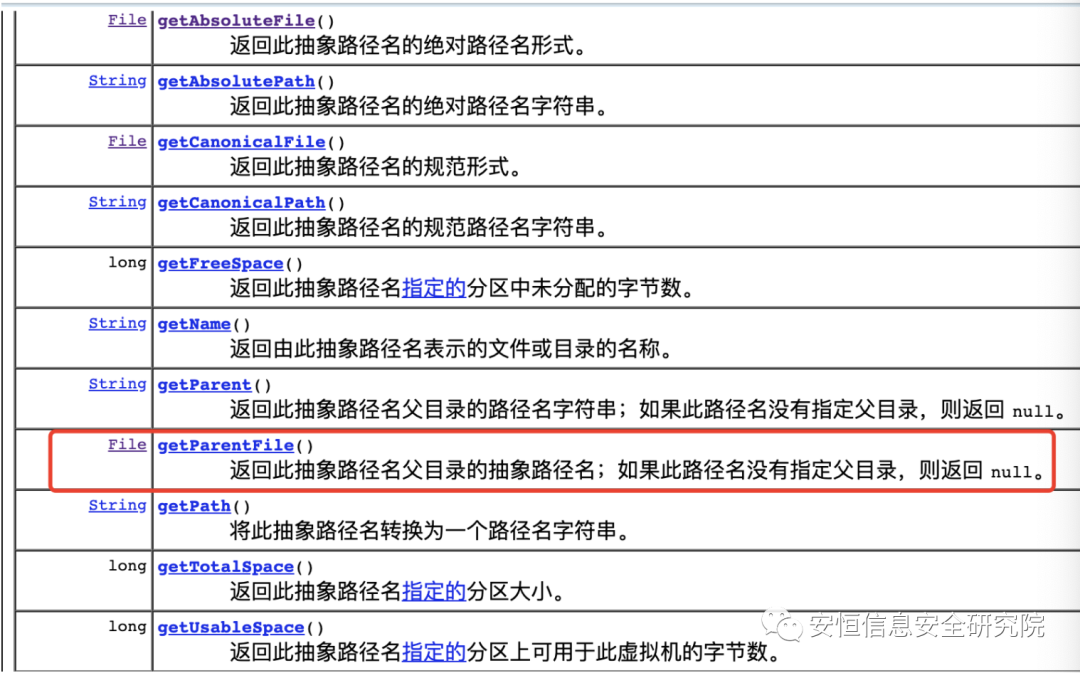 File getAbsoluteFile()
返回此抽象路径名的绝对路径名形式。
String getAbsolutePath()
返回此抽象路径名的绝对路径名字符串。
File getCanonicalFile()
返回此抽象路径名的规范形式。
String getCanonicalPath()
返回此抽象路径名的规范路径名字符串。
long getFreeSpace()
返回此抽象路径名指定的分区中未分配的字节数。
String getName()
返回由此抽象路径名表示的文件或目录的名称。
String getParent()
返回此抽象路径名父目录的路径名字符串；如果此路径名没有指定父目录，则返回 null。
File getParentFile()
返回此抽象路径名父目录的抽象路径名；如果此路径名没有指定父目录，则返回 null。
String getPath()
将此抽象路径名转换为一个路径名字符串。
long getTotalSpace()
返回此抽象路径名指定的分区大小。
long getUsableSpace()
返回此抽象路径名指定的分区上可用于此虚拟机的字节数。
安恒信息安全研究院